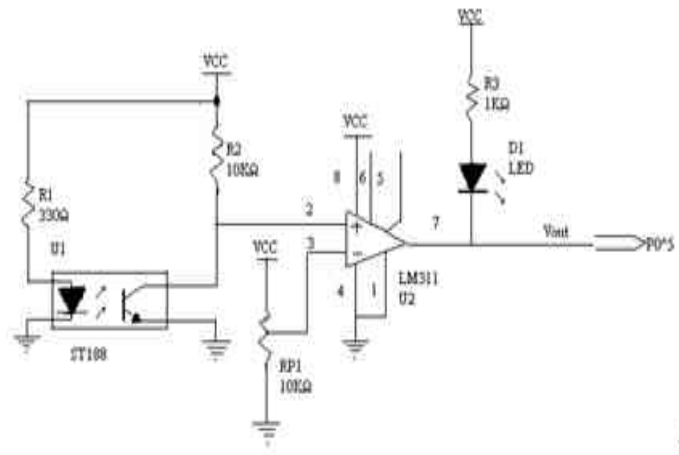 VCC
R3
1KΩ
VCC
R2
10KΩ
VCC
8
6
5
D1
LED
R1
330Ω
2
7
Vout
P0^5
U1
VCC
3
4
1
LM311
U2
ST188
RP1
10KΩ